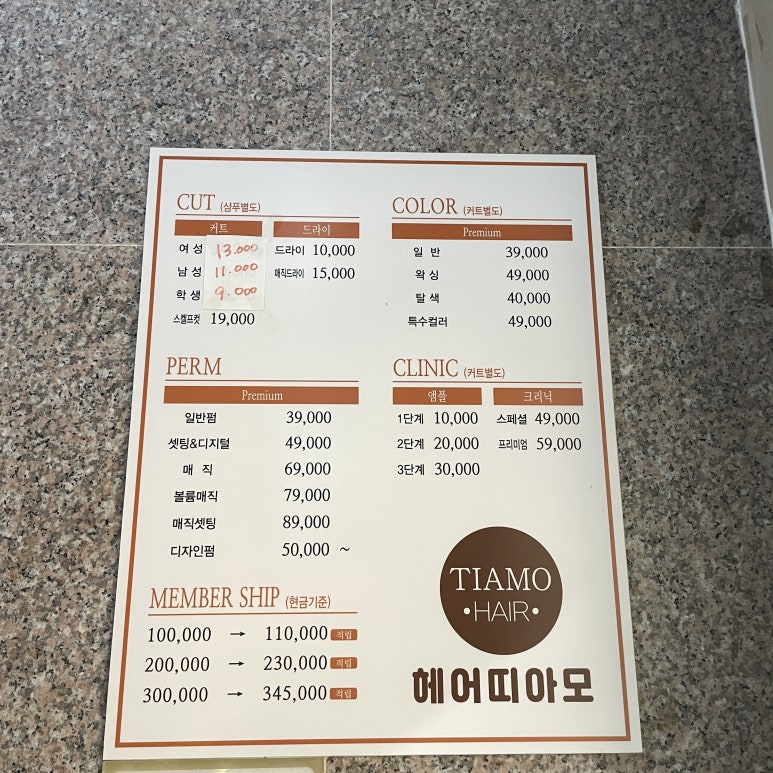 CUT (샴푸별도)
커트
여 성 13.000
남 성 11.000
학 생 9.000
스캘프컷 19,000
드라이
드라이 10,000
매직드라이 15,000
COLOR (커트별도)
Premium
일 반 39,000
왁 싱 49,000
탈 색 40,000
특수컬러 49,000
PERM
Premium
일반펌 39,000
셋팅&디지털 49,000
매 직 69,000
볼륨매직 79,000
매직셋팅 89,000
디자인펌 50,000 ~
CLINIC (커트별도)
앰플
1단계 10,000
2단계 20,000
3단계 30,000
크리닉
스페셜 49,000
프리미엄 59,000
MEMBER SHIP (현금기준)
100,000 → 110,000 적립
200,000 → 230,000 적립
300,000 → 345,000 적립
TIAMO
•HAIR•
헤어띠아모